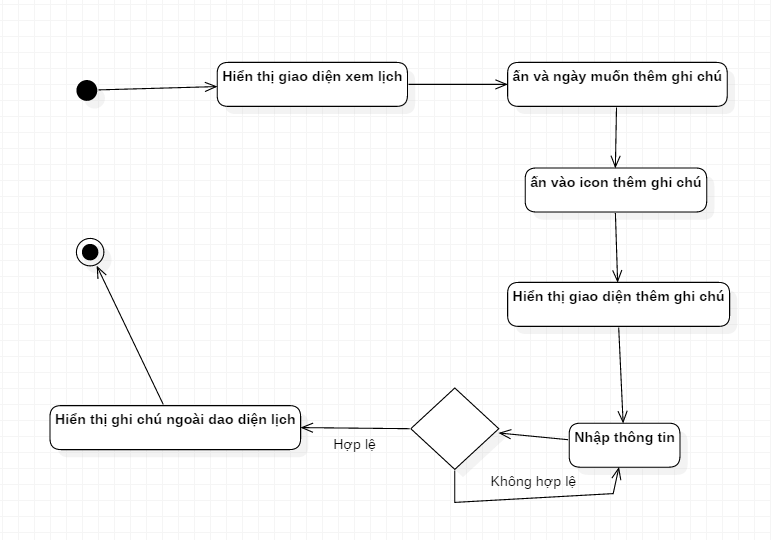 Hiển thị giao diện xem lịch
ấn và ngày muốn thêm ghi chú
ấn vào icon thêm ghi chú
Hiển thị giao diện thêm ghi chú
Nhập thông tin
Không hợp lệ
Hợp lệ
Hiển thị ghi chú ngoài dao diện lịch